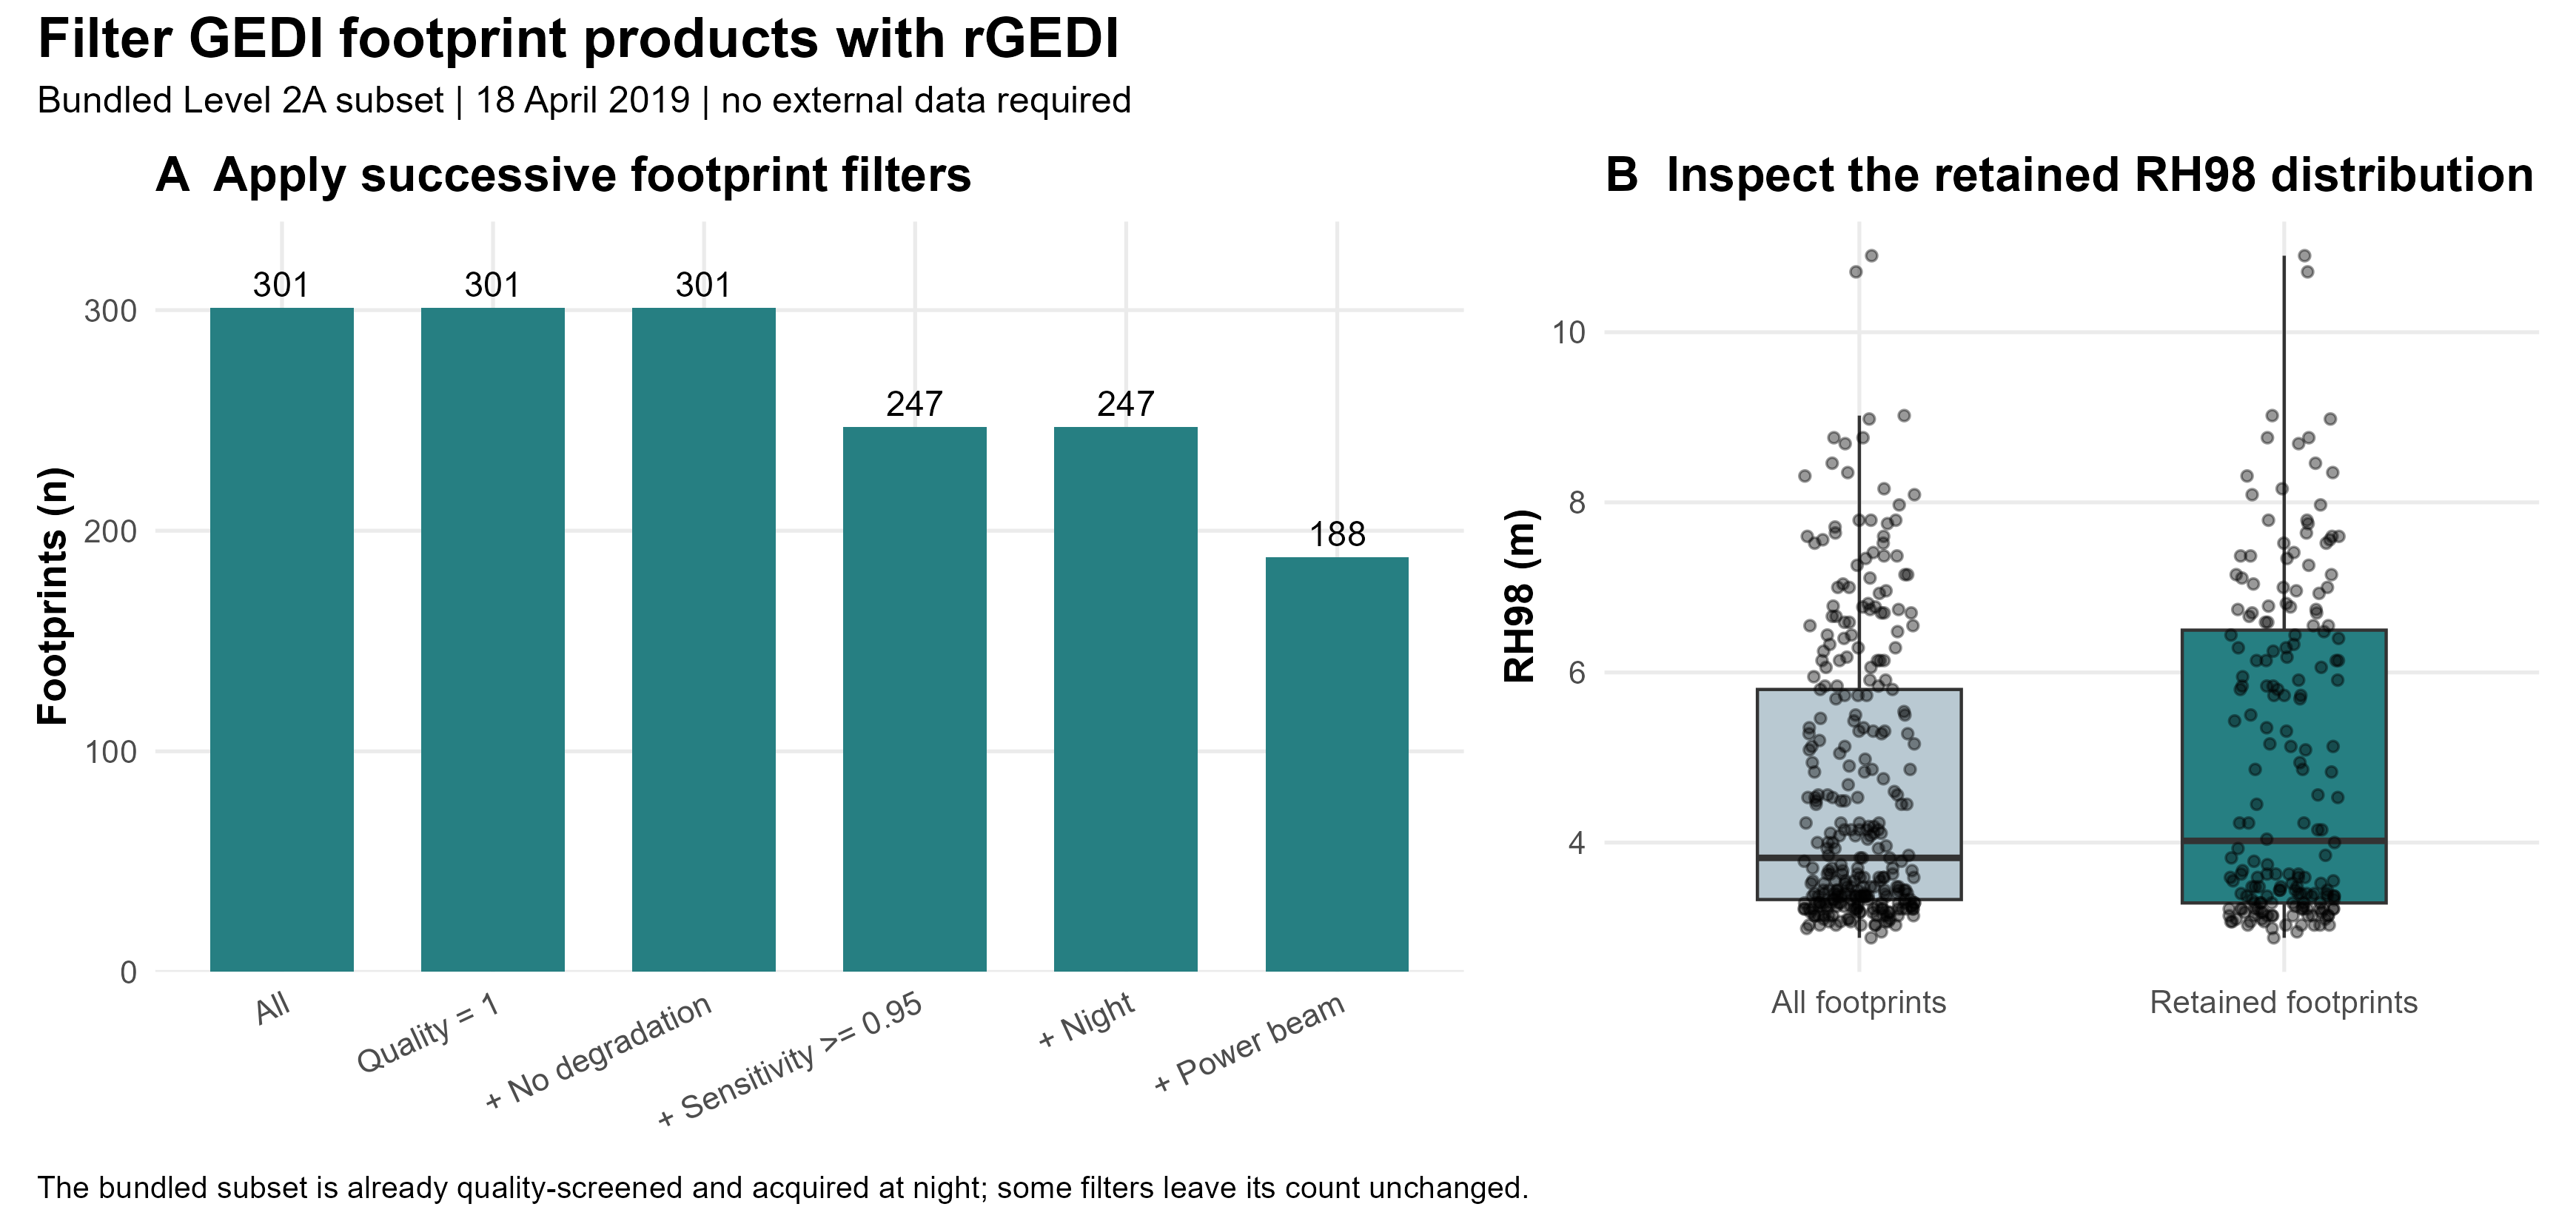 Filter GEDI footprint products with rGEDI
Bundled Level 2A subset | 18 April 2019 | no external data required
A Apply successive footprint filters
Footprints (n)
300
200
100
0
301
301
301
247
247
188
All
Quality = 1
+ No degradation
+ Sensitivity >= 0.95
+ Night
+ Power beam
B Inspect the retained RH98 distribution
RH98 (m)
10
8
6
4
All footprints
Retained footprints
The bundled subset is already quality-screened and acquired at night; some filters leave its count unchanged.